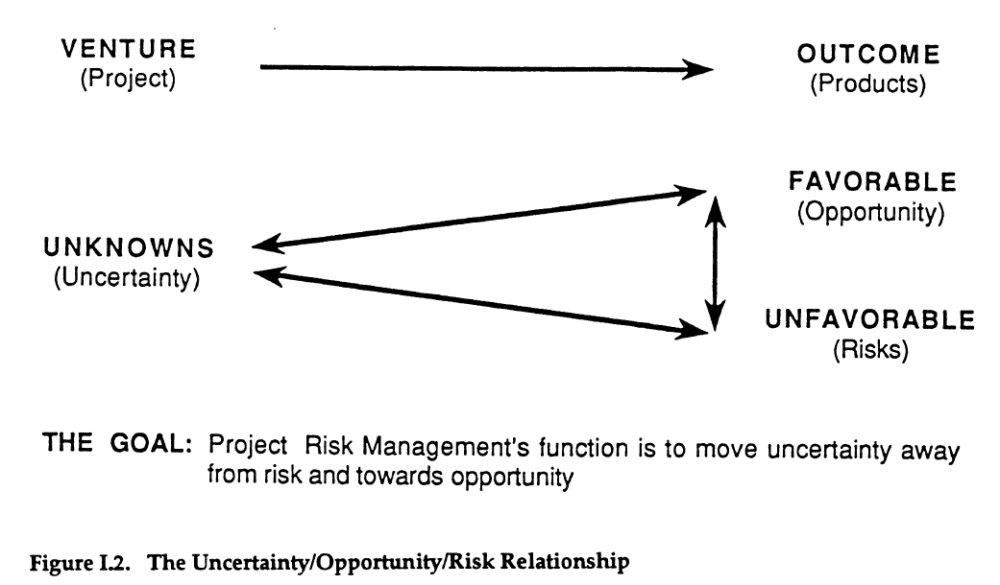 VENTURE
(Project)
OUTCOME
(Products)
FAVORABLE
(Opportunity)
UNKNOWNS
(Uncertainty)
UNFAVORABLE
(Risks)
THE GOAL: Project Risk Management's function is to move uncertainty away
from risk and towards opportunity
Figure I.2. The Uncertainty/Opportunity/Risk Relationship